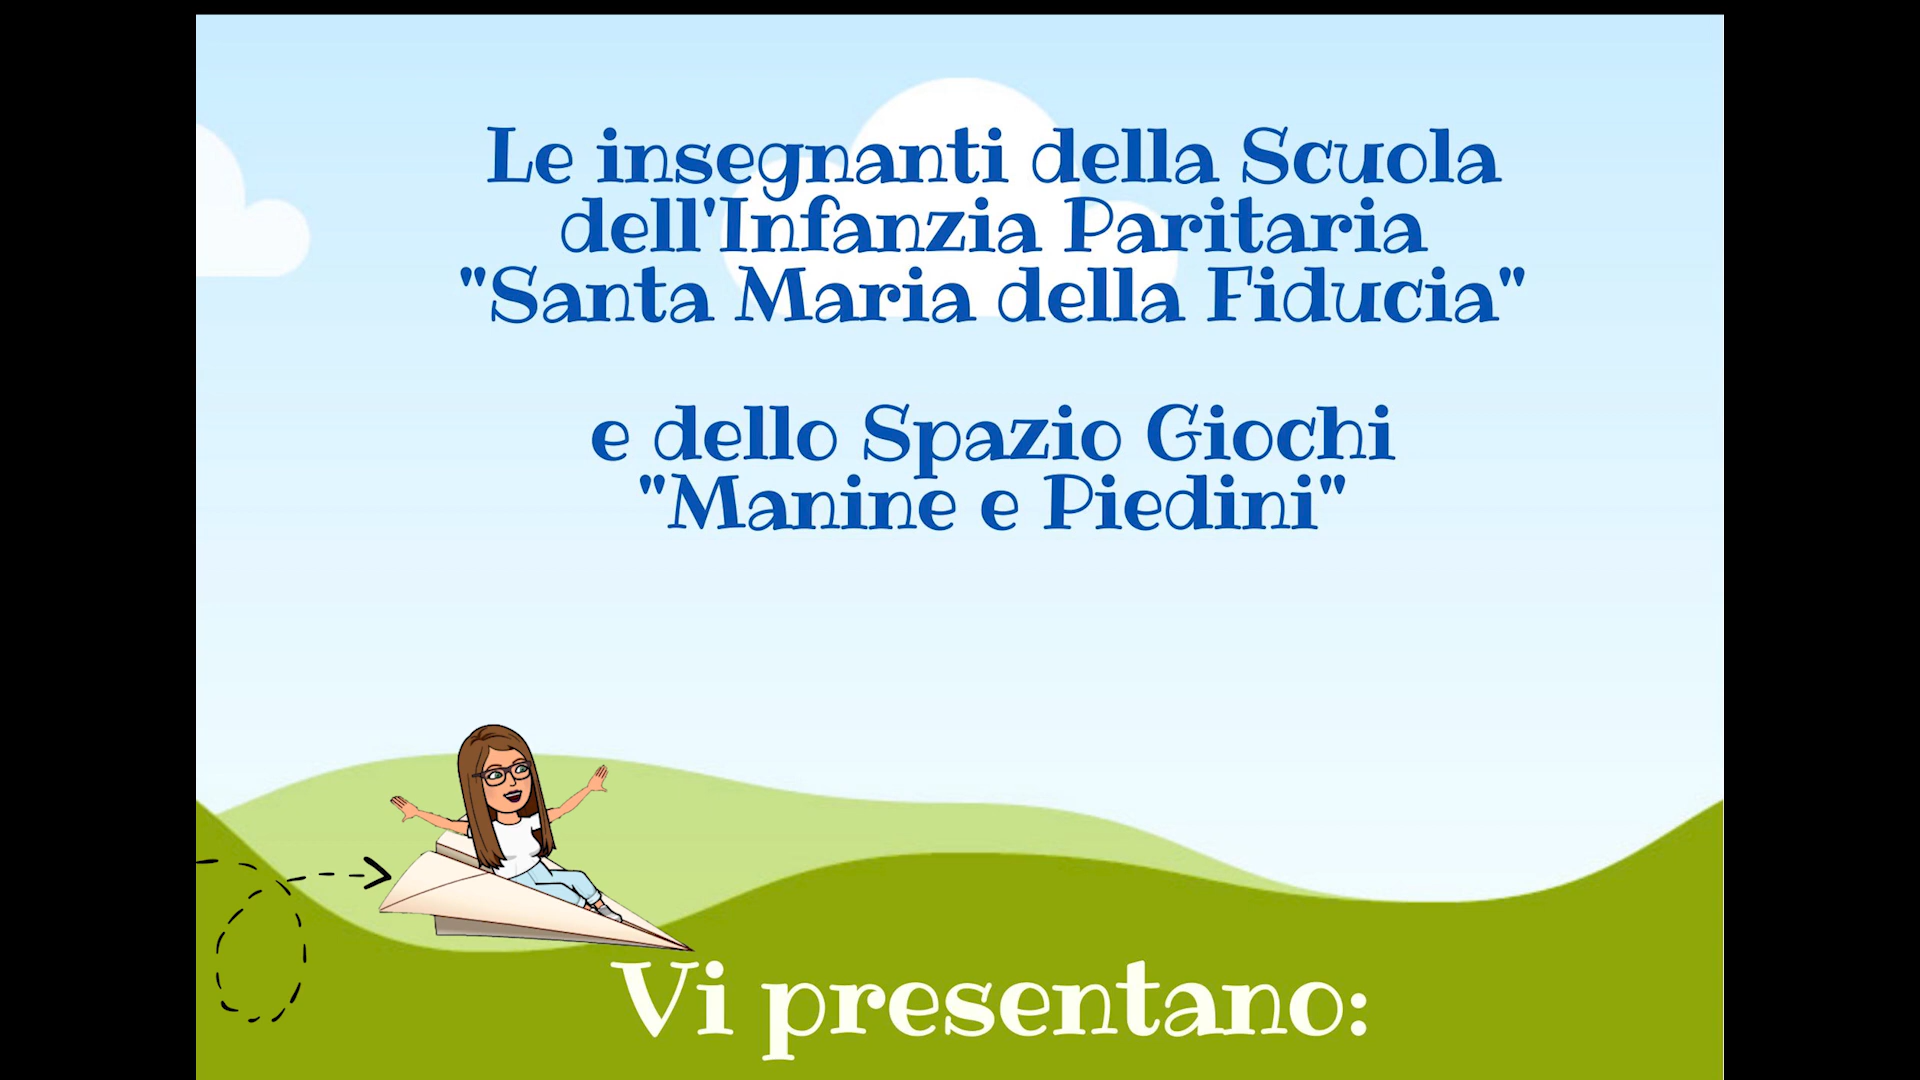 Le insegnanti della Scuola
dell'Infanzia Paritaria
"Santa Maria della Fiducia"
e dello Spazio Giochi
"Manine e Piedini"
Vi presentano: